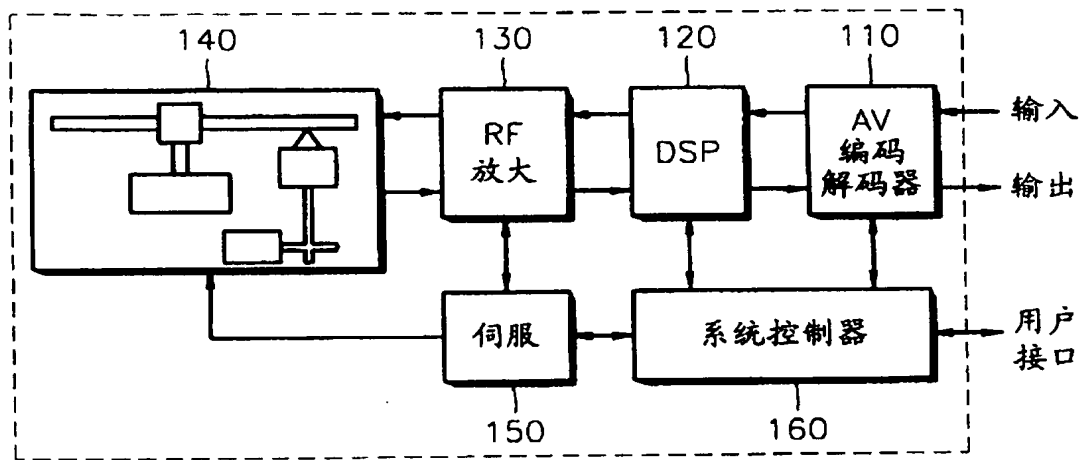 140 130 120 110
RF
放大
DSP
AV
编码
解码器
输入
输出
伺服
系统控制器
用户
接口
150 160